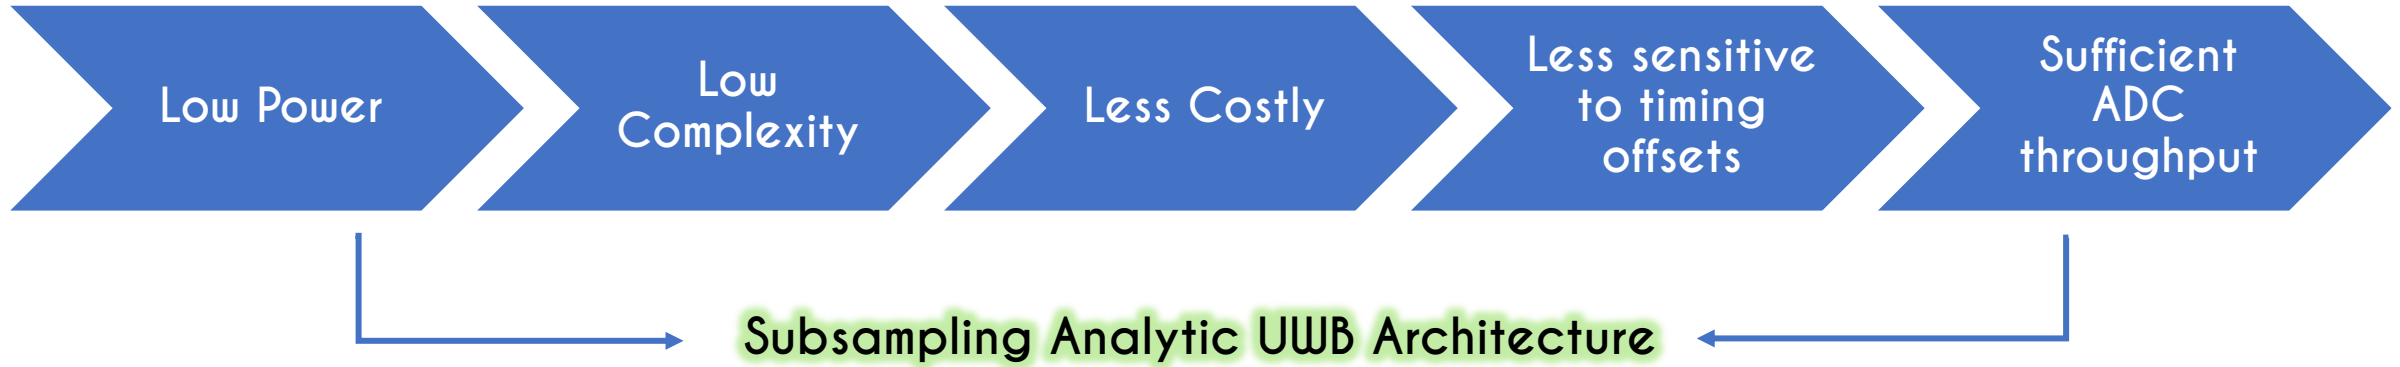 Low Power
Low
Complexity
Less Costly
Less sensitive
to timing
offsets
Sufficient
ADC
throughput
Subsampling Analytic UWB Architecture